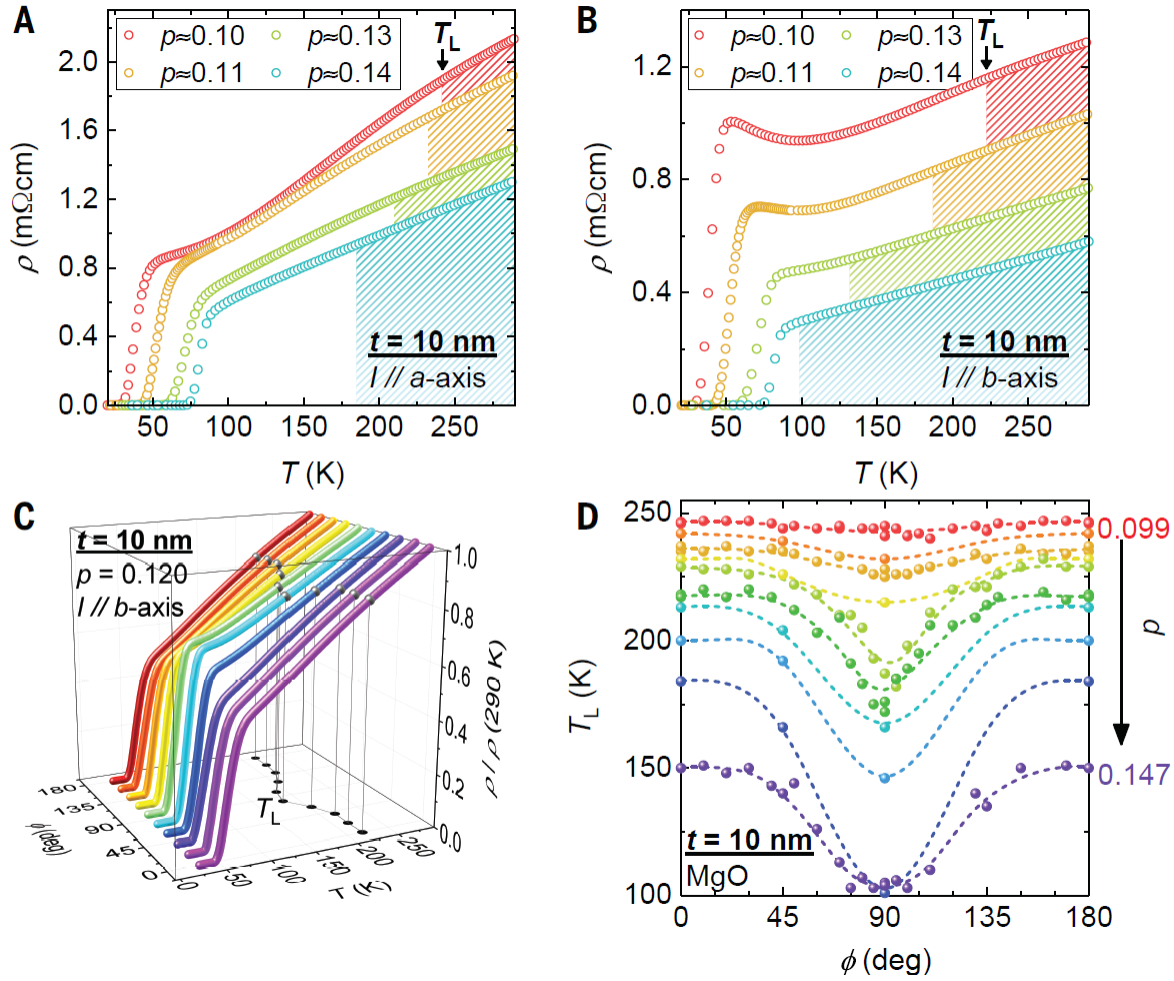 A
p≈0.10 p≈0.13
p≈0.11 p≈0.14
TL
2.0
1.6
1.2
0.8
0.4
0.0
ρ (mΩcm)
t = 10 nm
I // a-axis
50 100 150 200 250
T (K)
B
p≈0.10 p≈0.13
p≈0.11 p≈0.14
TL
1.2
0.8
0.4
0.0
ρ (mΩcm)
t = 10 nm
I // b-axis
50 100 150 200 250
T (K)
C
t = 10 nm
p = 0.120
I // b-axis
1.0
0.8
0.6
0.4
0.2
0.0
ρ / ρ (290 K)
TL
180
135
90
45
0
ϕ(deg)
0 50 100 150 200 250
T (K)
D
250
200
150
100
TL (K)
0.099
p
0.147
t = 10 nm
MgO
0 45 90 135 180
ϕ (deg)